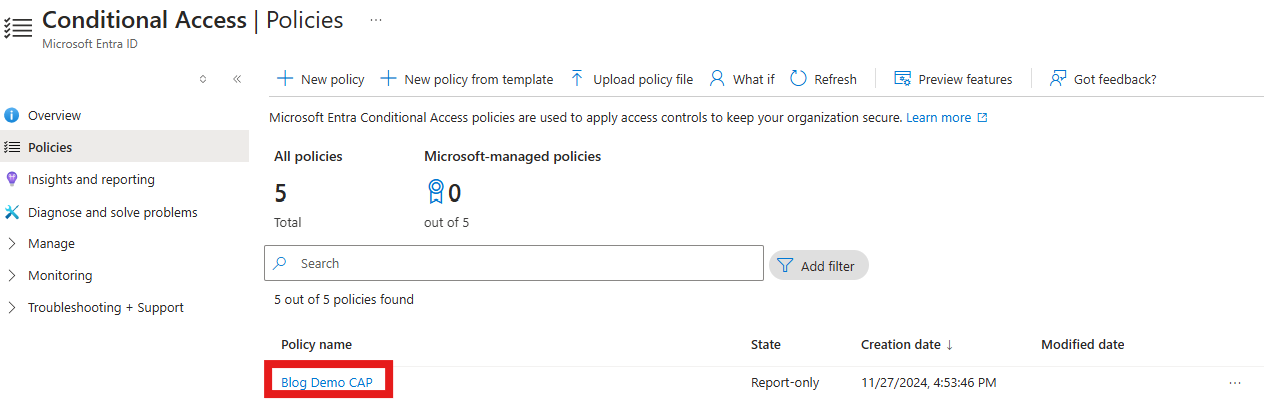 Conditional Access | Policies ...
Microsoft Entra ID
New policy New policy from template Upload policy file What if Refresh Preview features Got feedback?
Overview
Policies
Insights and reporting
Diagnose and solve problems
Manage
Monitoring
Troubleshooting + Support
Microsoft Entra Conditional Access policies are used to apply access controls to keep your organization secure. Learn more
All policies Microsoft-managed policies
5 0
Total out of 5
Search Add filter
5 out of 5 policies found
Policy name State Creation date ↓ Modified date
Blog Demo CAP Report-only 11/27/2024, 4:53:46 PM ...